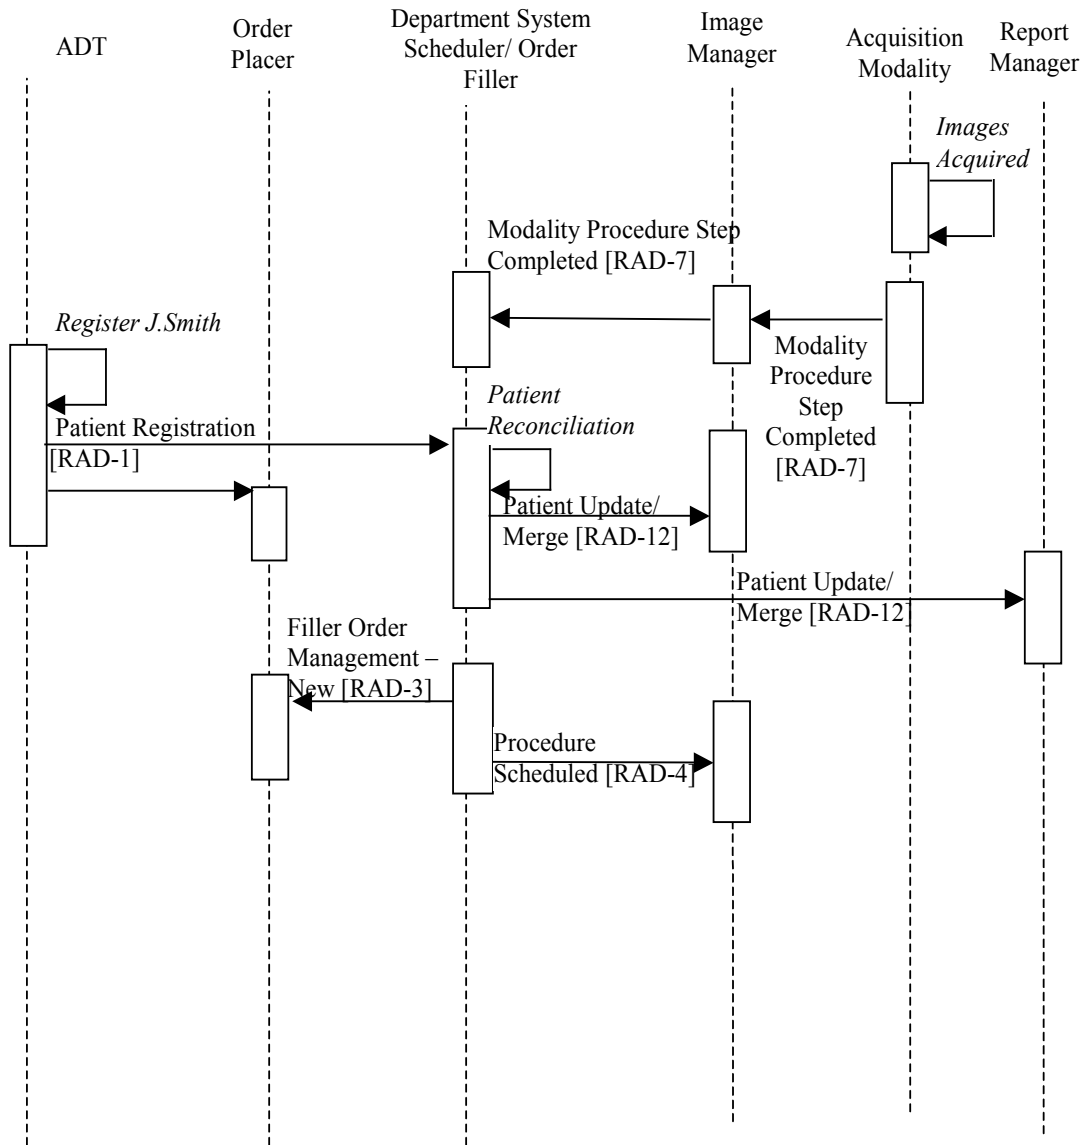 ADT
Order
Placer
Department System
Scheduler/ Order
Filler
Image
Manager
Acquisition
Modality
Report
Manager
Images
Acquired
Modality Procedure Step
Completed [RAD-7]
Register J.Smith
Modality
Procedure
Step
Completed
[RAD-7]
Patient
Reconciliation
Patient Registration
[RAD-1]
Patient Update/
Merge [RAD-12]
Patient Update/
Merge [RAD-12]
Filler Order
Management –
New [RAD-3]
Procedure
Scheduled [RAD-4]